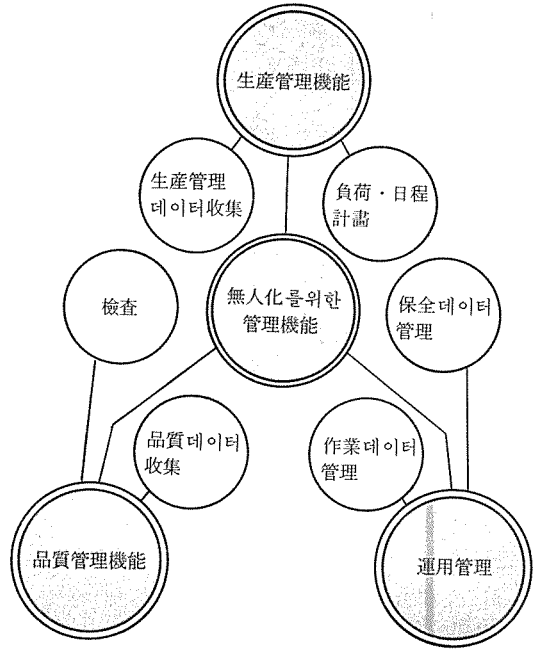 生産管理機能
生産管理
데이터收集
負荷・日程
計畵
檢査
無人化를위한
管理機能
保全데이터
管理
品質데이터
收集
作業데이터
管理
品質管理機能
運用管理